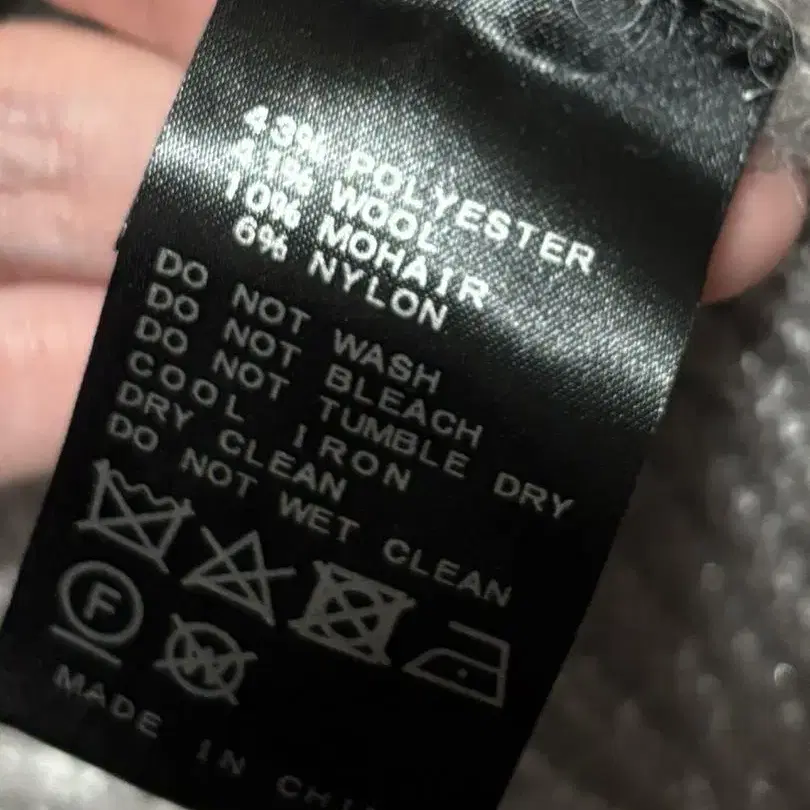 43% POLYESTER
41% WOOL
10% MOHAIR
6% NYLON
DO NOT WASH
DO NOT BLEACH
DO NOT TUMBLE DRY
COOL IRON
DRY CLEAN
DO NOT WET CLEAN
F
W
MADE IN